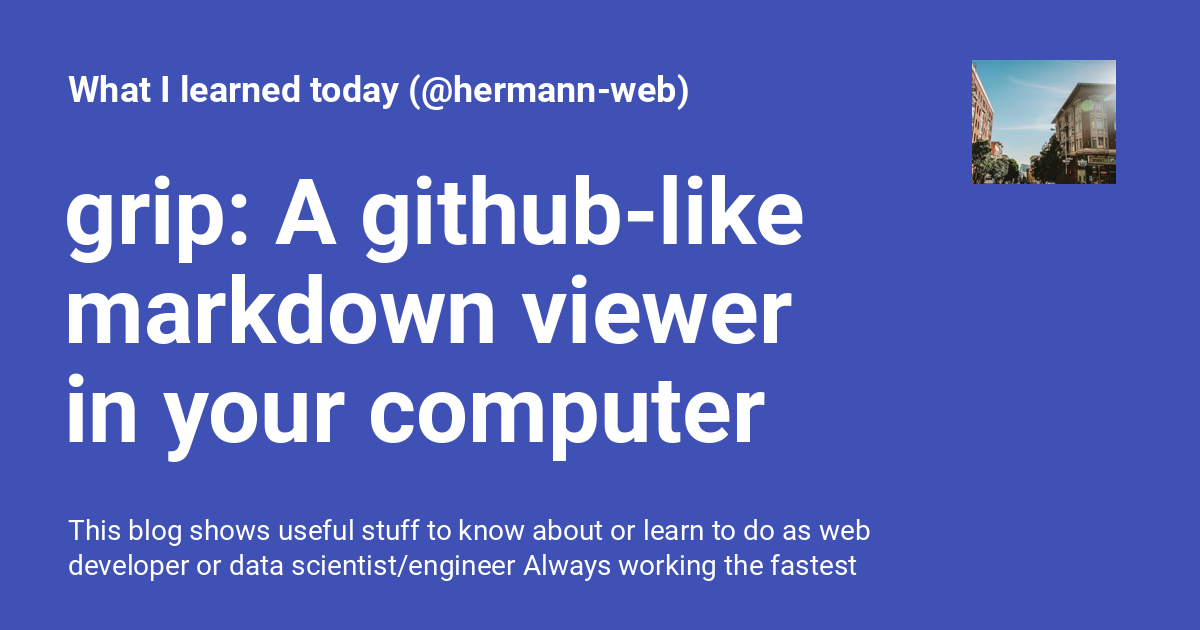 What I learned today (@hermann-web)
grip: A github-like
markdown viewer
in your computer
This blog shows useful stuff to know about or learn to do as web
developer or data scientist/engineer Always working the fastest